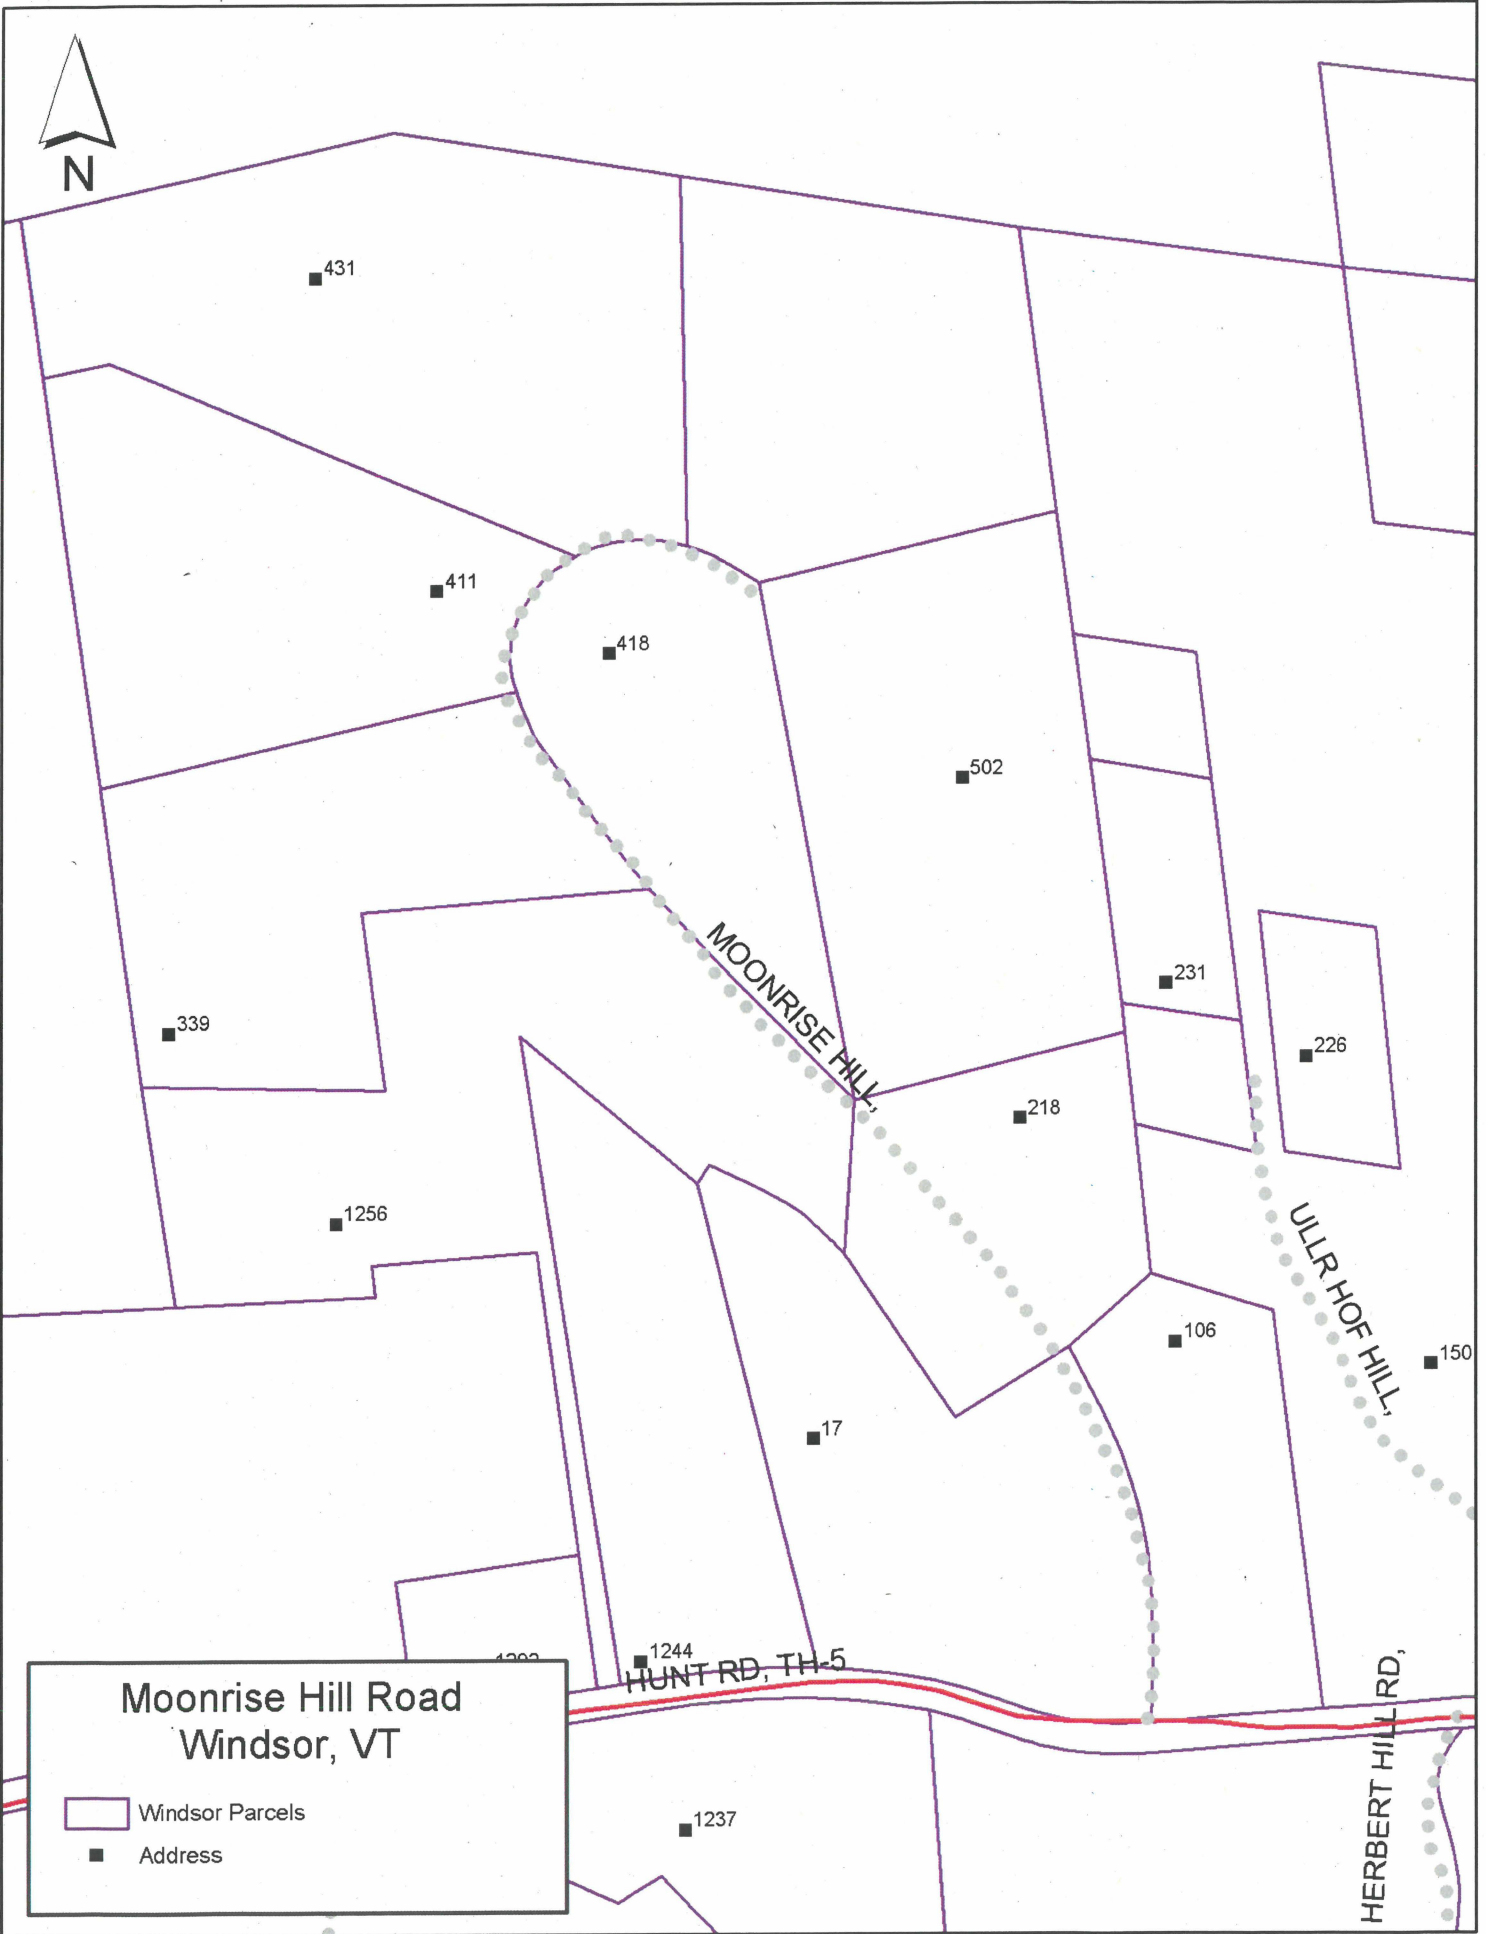 N
431
411
418
502
231
339
226
MOONRISE HILL,
218
1256
ULLR HOF HILL,
106
150
17
1244
HUNT RD, TH-5
HERBERT HILL RD,
Moonrise Hill Road
Windsor, VT
Windsor Parcels
Address
1237